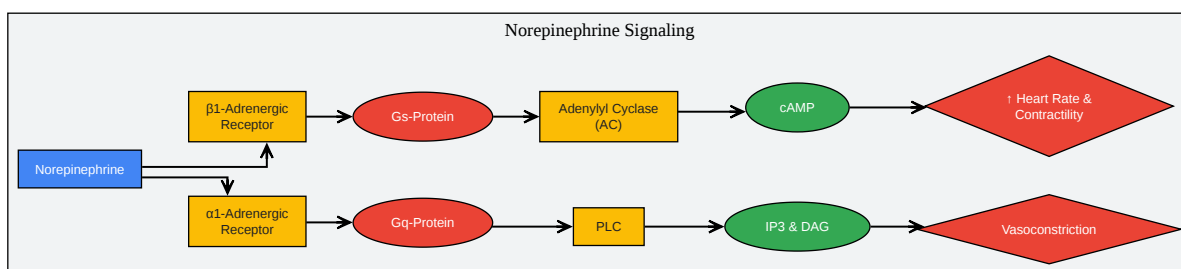 Norepinephrine Signaling
β1-Adrenergic
Receptor
Gs-Protein
Adenylyl Cyclase
(AC)
cAMP
↑ Heart Rate &
Contractility
Norepinephrine
α1-Adrenergic
Receptor
Gq-Protein
PLC
IP3 & DAG
Vasoconstriction